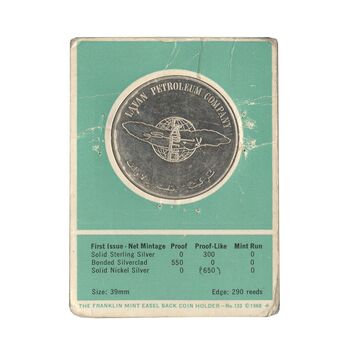 LAVAN PETROLEUM COMPANY
First Issue - Net Mintage Proof Proof-Like Mint Run
Solid Sterling Silver 0 300 0
Bonded Silverclad 550 0 0
Solid Nickel Silver 0 (650) 0
Size: 39mm Edge: 290 reeds
THE FRANKLIN MINT EASEL BACK COIN HOLDER - No. 133 © 1968